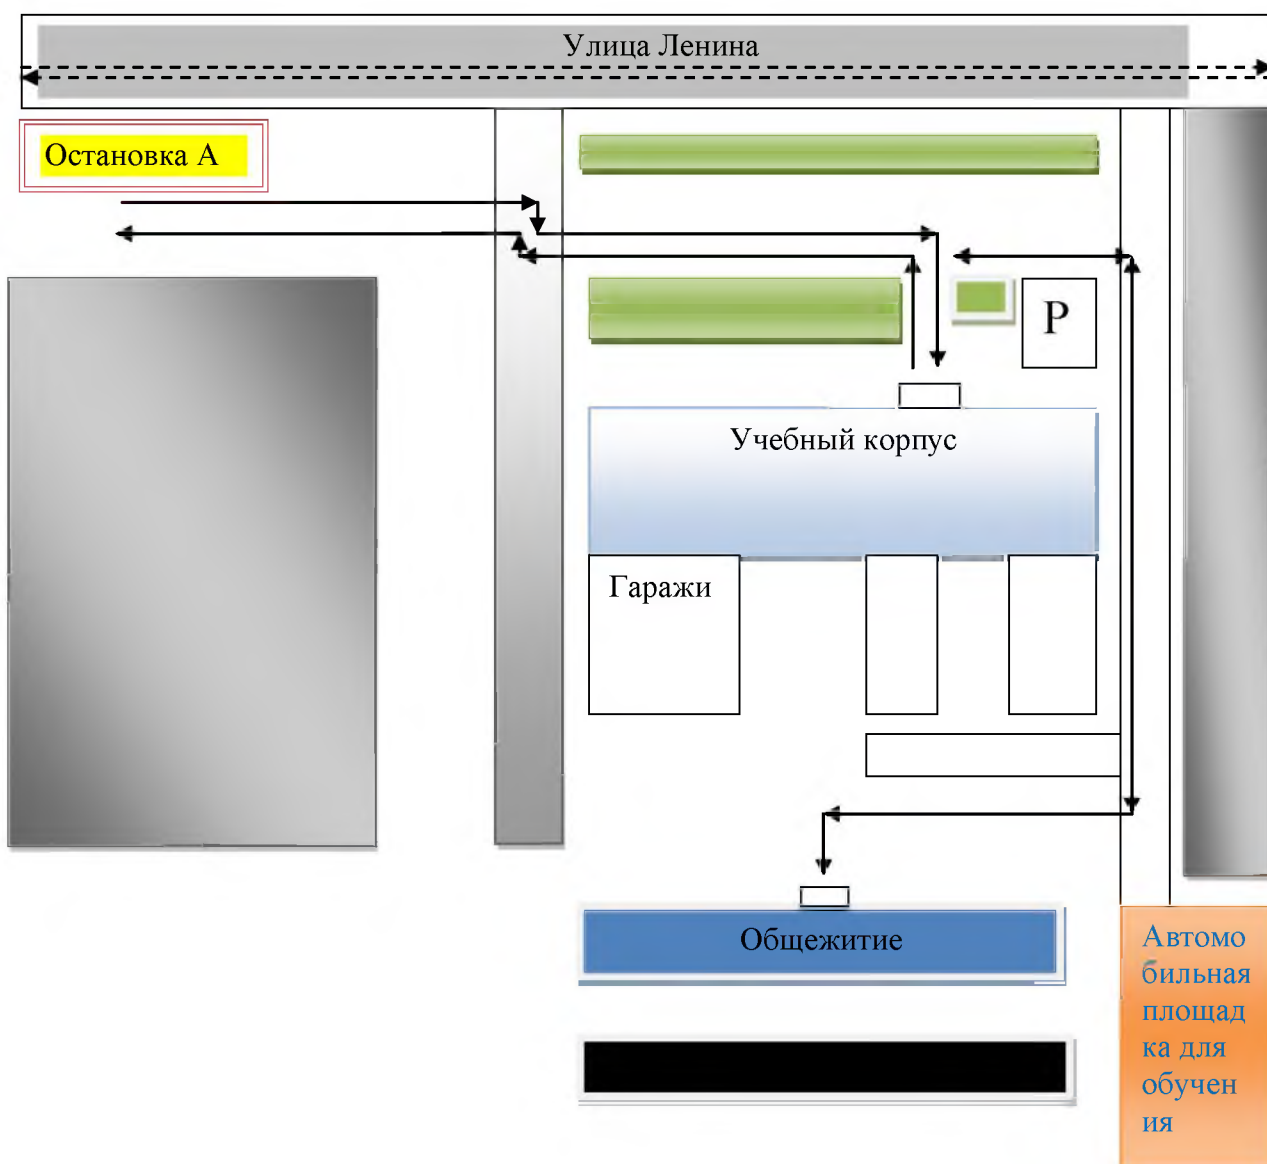 Улица Ленина
Остановка А
Р
Учебный корпус
Гаражи
Общежитие
Автомо
бильная
площад
ка для
обучен
ия